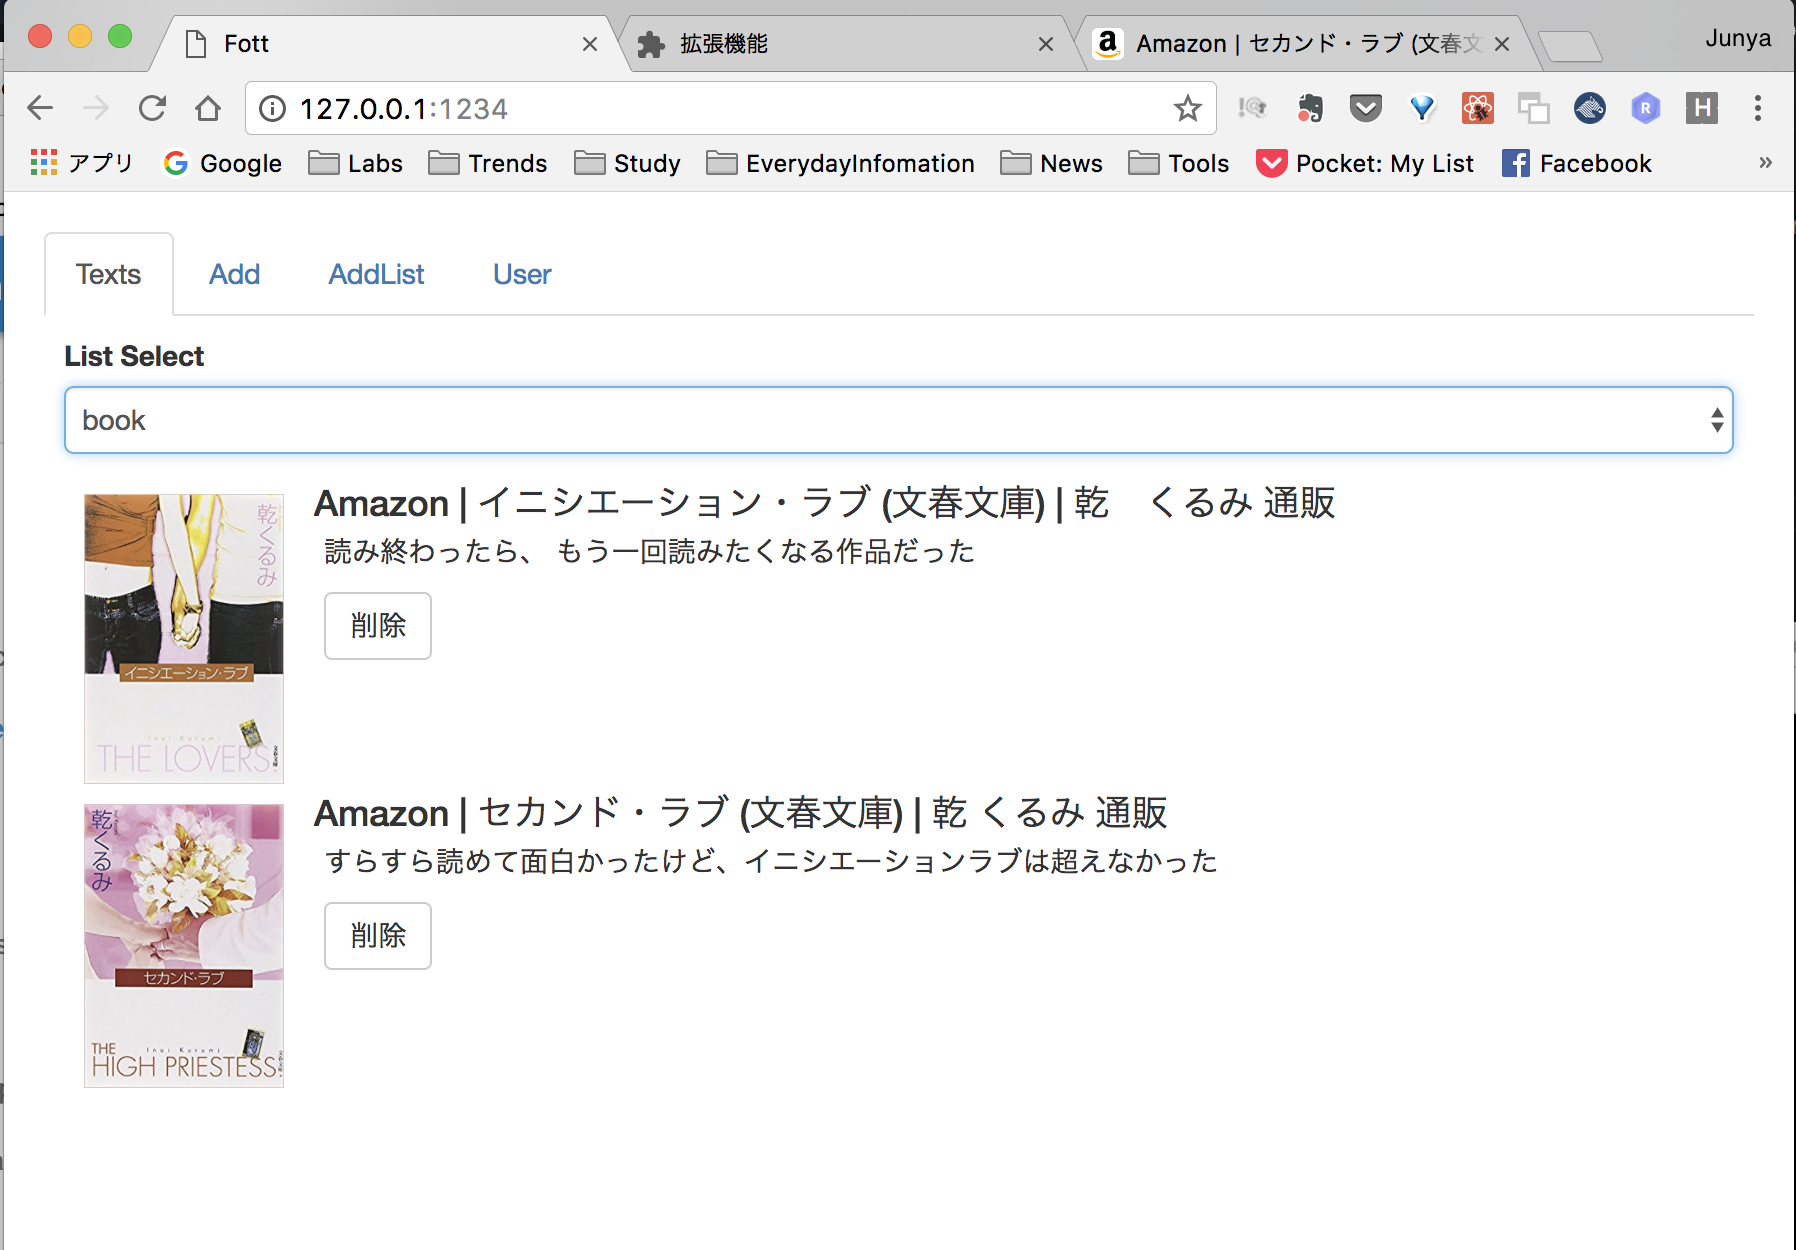 Fott
拡張機能
Amazon | セカンド・ラブ (文春文
Junya
127.0.0.1:1234
アプリ
Google
Labs
Trends
Study
EverydayInfomation
News
Tools
Pocket: My List
Facebook
»
Texts
Add
AddList
User
List Select
book
Amazon | イニシエーション・ラブ (文春文庫) | 乾　くるみ 通販
読み終わったら、 もう一回読みたくなる作品だった
削除
乾くるみ
イニシエーション・ラブ
Inui Kurumi
THE LOVERS
文春文庫
Amazon | セカンド・ラブ (文春文庫) | 乾 くるみ 通販
すらすら読めて面白かったけど、イニシエーションラブは超えなかった
削除
乾くるみ
セカンド・ラブ
THE
Inui Kurumi
HIGH PRIESTESS